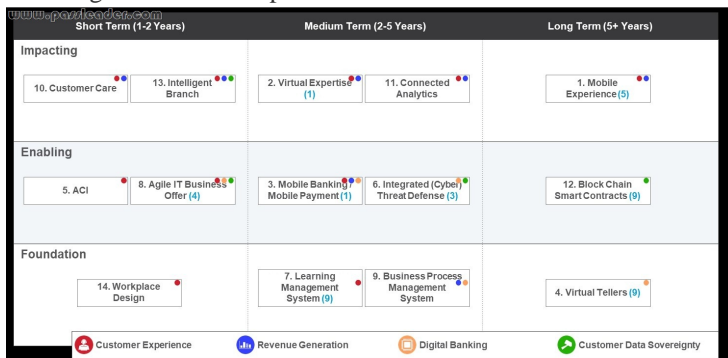 www.passleader.com
Short Term (1-2 Years)
Medium Term (2-5 Years)
Long Term (5+ Years)
Impacting
10. Customer Care
13. Intelligent
Branch
2. Virtual Expertise
(1)
11. Connected
Analytics
1. Mobile
Experience (5)
Enabling
5. ACI
8. Agile IT Business
Offer (4)
3. Mobile Banking /
Mobile Payment (1)
6. Integrated (Cyber)
Threat Defense (3)
12. Block Chain
Smart Contracts (9)
Foundation
14. Workplace
Design
7. Learning
Management
System (9)
9. Business Process
Management
System
4. Virtual Tellers (9)
Customer Experience
Revenue Generation
Digital Banking
Customer Data Sovereignty